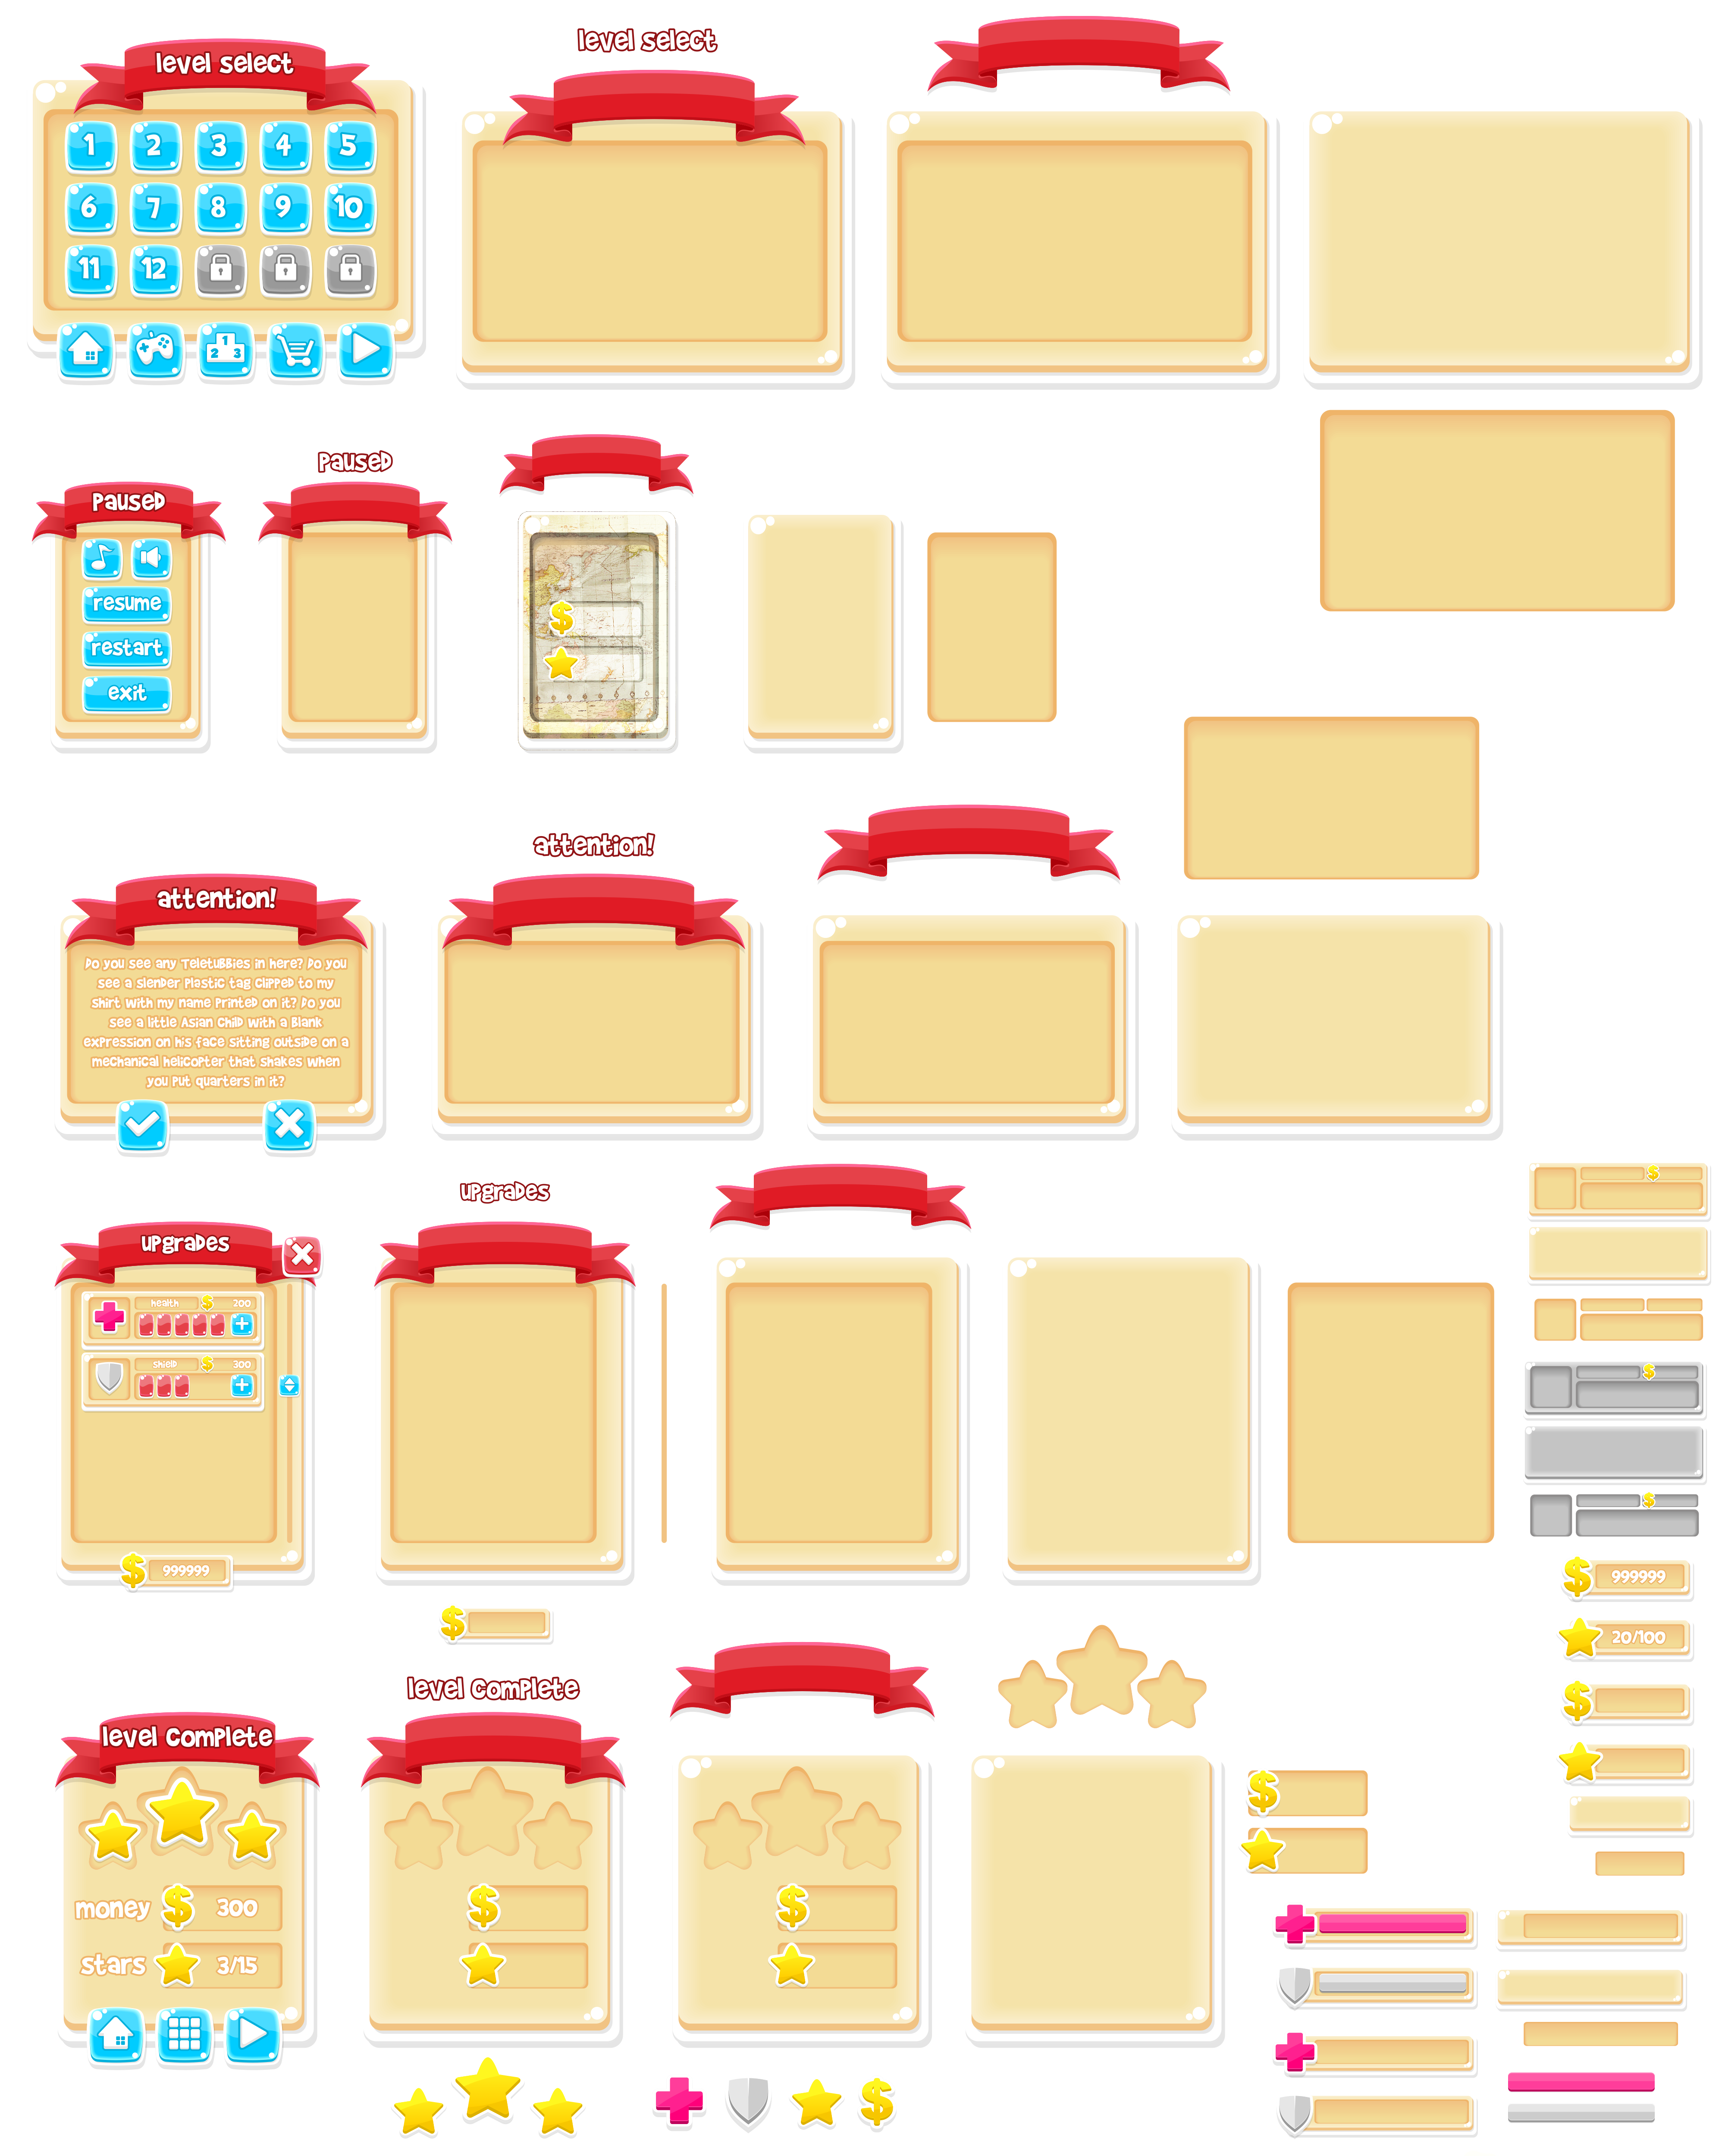 level select
level select
1 2 3 4 5
6 7 8 9 10
11 12
1
2 3
Paused
Paused
resume
restart
exit
attention!
attention!
Do you see any Teletubbies in here? Do you
see a slender plastic tag clipped to my
shirt with my name printed on it? Do you
see a little Asian child with a blank
expression on his face sitting outside on a
mechanical helicopter that shakes when
you put quarters in it?
$
upgrades
upgrades
health $ 200
shield $ 300
$ 999999
$
$
$
$ 999999
20/100
$
$
level complete
level complete
money $ 300
stars 3/15
$
$
$
$